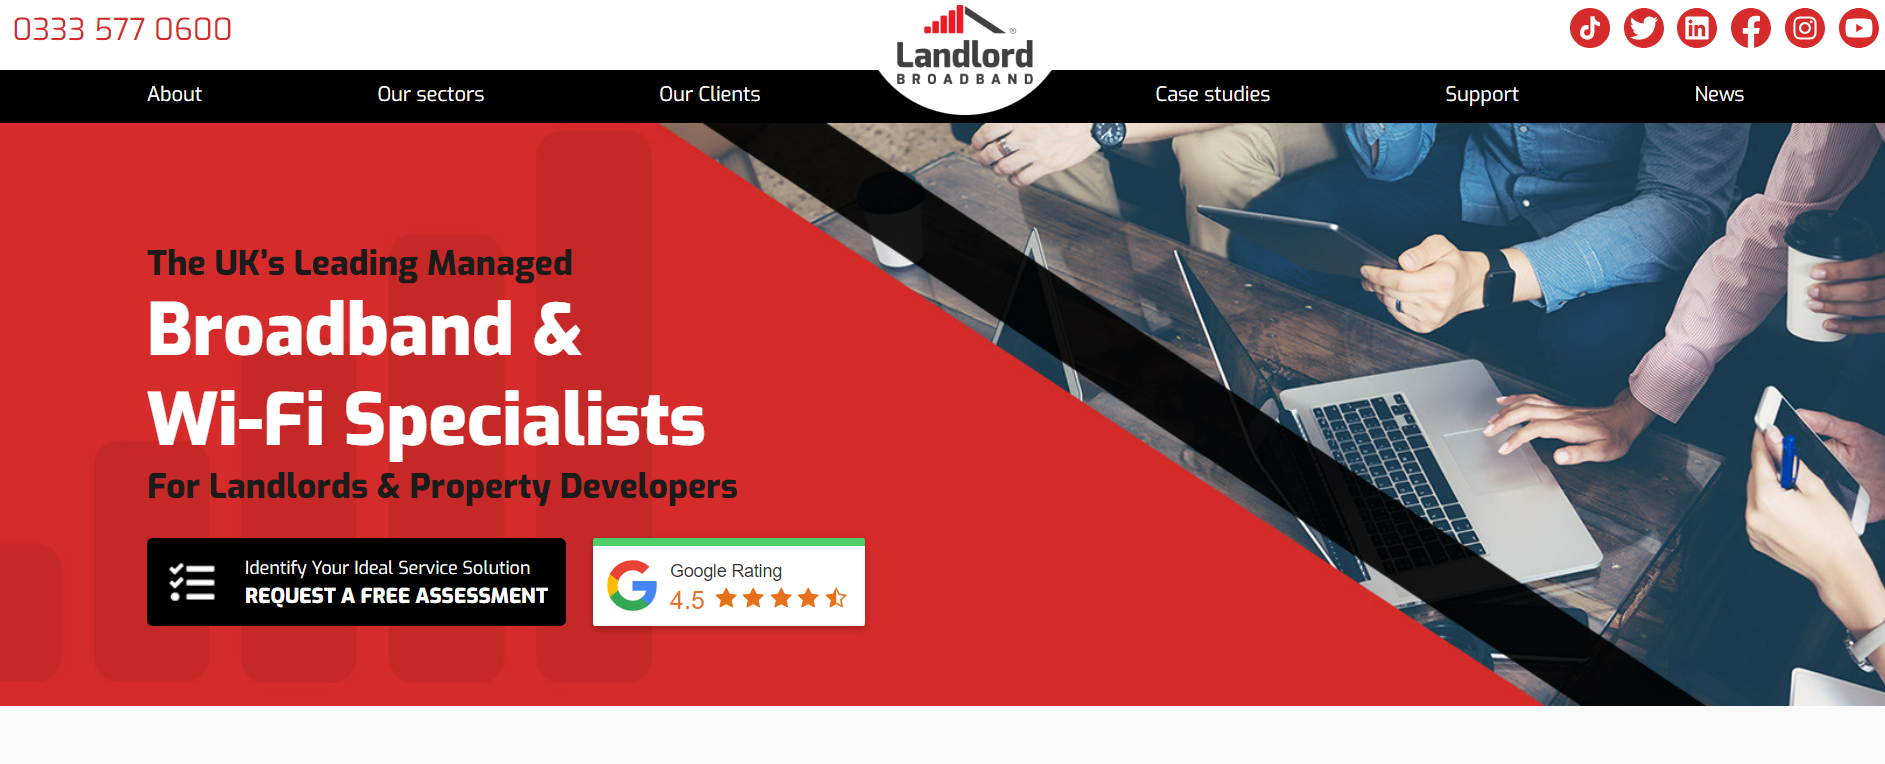 0333 577 0600
Landlord
BROADBAND
®
About
Our sectors
Our Clients
Case studies
Support
News
The UK's Leading Managed
Broadband &
Wi-Fi Specialists
For Landlords & Property Developers
Identify Your Ideal Service Solution
REQUEST A FREE ASSESSMENT
Google Rating
4.5